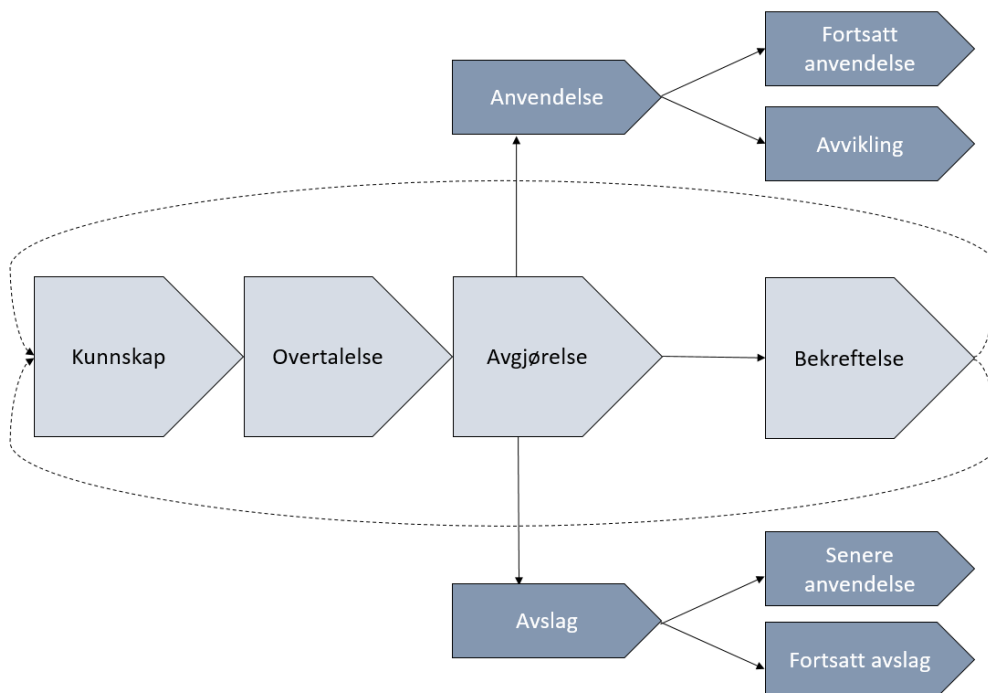 Fortsatt
anvendelse
Anvendelse
Avvikling
Kunnskap
Overtalelse
Avgjørelse
Bekreftelse
Senere
anvendelse
Avslag
Fortsatt avslag